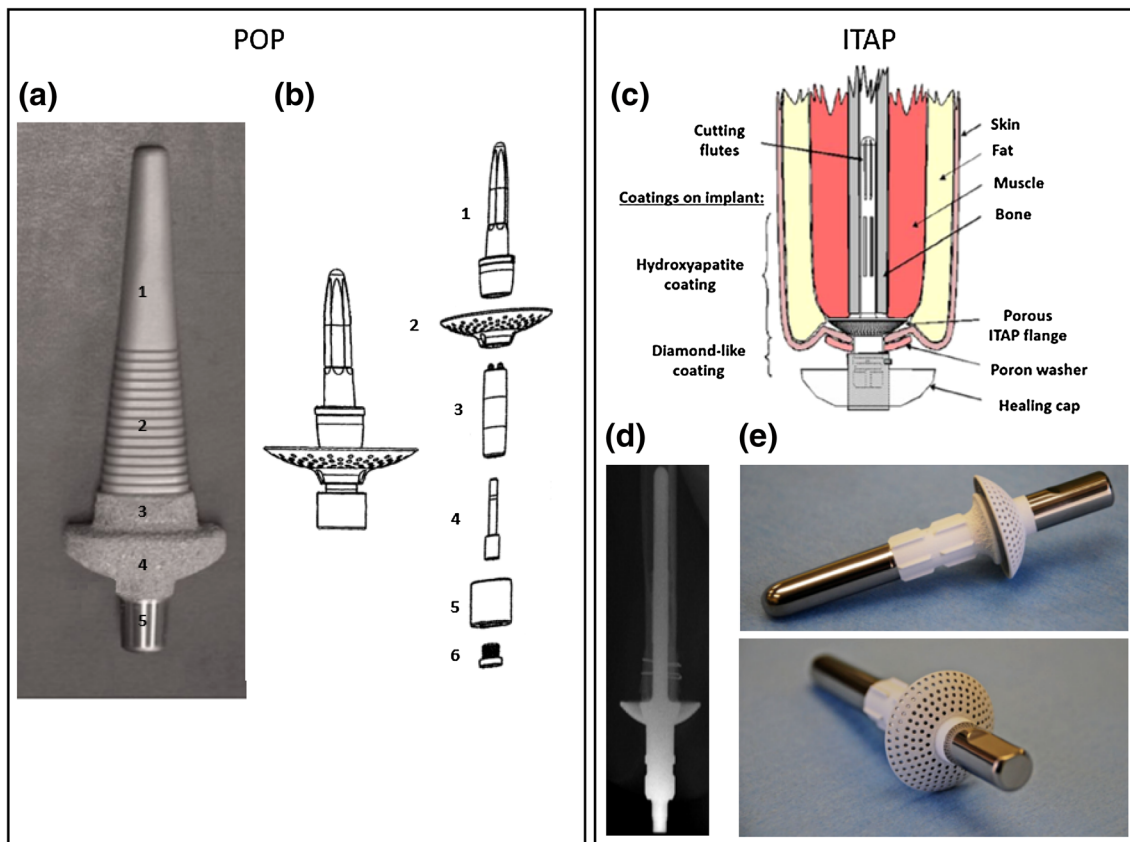 POP
(a)
1
2
3
4
5
(b)
1
2
3
4
5
6
ITAP
(c)
Cutting
flutes
Coatings on implant:
Hydroxyapatite
coating
Diamond-like
coating
Skin
Fat
Muscle
Bone
Porous
ITAP flange
Poron washer
Healing cap
(d)
(e)